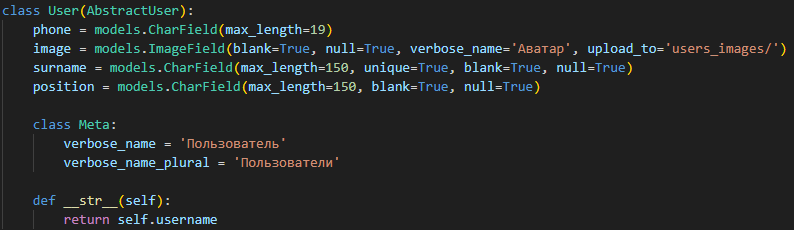 class User(AbstractUser):
    phone = models.CharField(max_length=19)
    image = models.ImageField(blank=True, null=True, verbose_name='Аватар', upload_to='users_images/')
    surname = models.CharField(max_length=150, unique=True, blank=True, null=True)
    position = models.CharField(max_length=150, blank=True, null=True)

    class Meta:
        verbose_name = 'Пользователь'
        verbose_name_plural = 'Пользователи'

    def __str__(self):
        return self.username